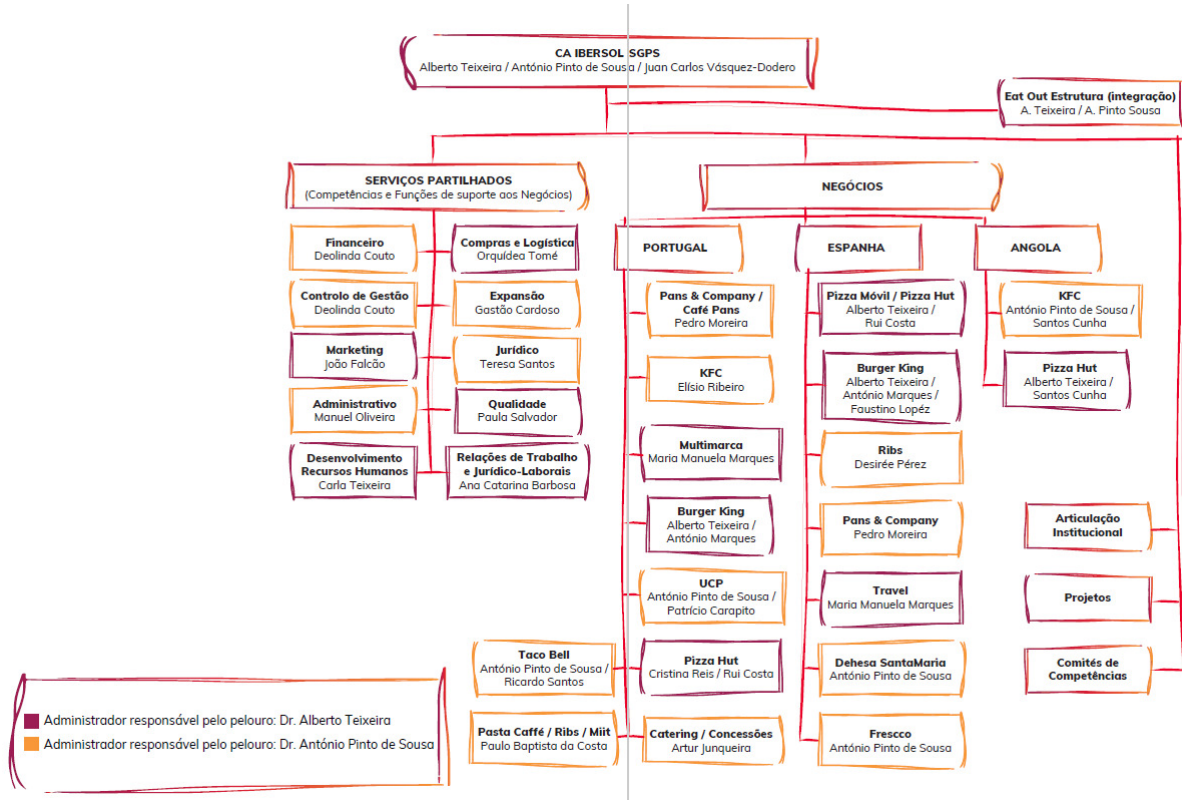 CA IBERSOL SGPS
Alberto Teixeira / António Pinto de Sousa / Juan Carlos Vásquez-Dodero
Eat Out Estrutura (integração)
A. Teixeira / A. Pinto Sousa
SERVIÇOS PARTILHADOS
(Competências e Funções de suporte aos Negócios)
NEGÓCIOS
Financeiro
Deolinda Couto
Compras e Logística
Orquídea Tomé
Controlo de Gestão
Deolinda Couto
Expansão
Gastão Cardoso
Marketing
João Falcão
Jurídico
Teresa Santos
Administrativo
Manuel Oliveira
Qualidade
Paula Salvador
Desenvolvimento
Recursos Humanos
Carla Teixeira
Relações de Trabalho
e Jurídico-Laborais
Ana Catarina Barbosa
PORTUGAL
Pans & Company /
Café Pans
Pedro Moreira
KFC
Elísio Ribeiro
Multimarca
Maria Manuela Marques
Burger King
Alberto Teixeira /
António Marques
UCP
António Pinto de Sousa /
Patrício Carapito
Taco Bell
António Pinto de Sousa /
Ricardo Santos
Pizza Hut
Cristina Reis / Rui Costa
Pasta Caffé / Ribs / Miit
Paulo Baptista da Costa
Catering / Concessões
Artur Junqueira
ESPANHA
Pizza Móvil / Pizza Hut
Alberto Teixeira /
Rui Costa
Burger King
Alberto Teixeira /
António Marques /
Faustino Lopéz
Ribs
Desirée Pérez
Pans & Company
Pedro Moreira
Travel
Maria Manuela Marques
Dehesa SantaMaria
António Pinto de Sousa
Frescco
António Pinto de Sousa
ANGOLA
KFC
António Pinto de Sousa /
Santos Cunha
Pizza Hut
Alberto Teixeira /
Santos Cunha
Articulação
Institucional
Projetos
Comités de
Competências
Administrador responsável pelo pelouro: Dr. Alberto Teixeira
Administrador responsável pelo pelouro: Dr. António Pinto de Sousa